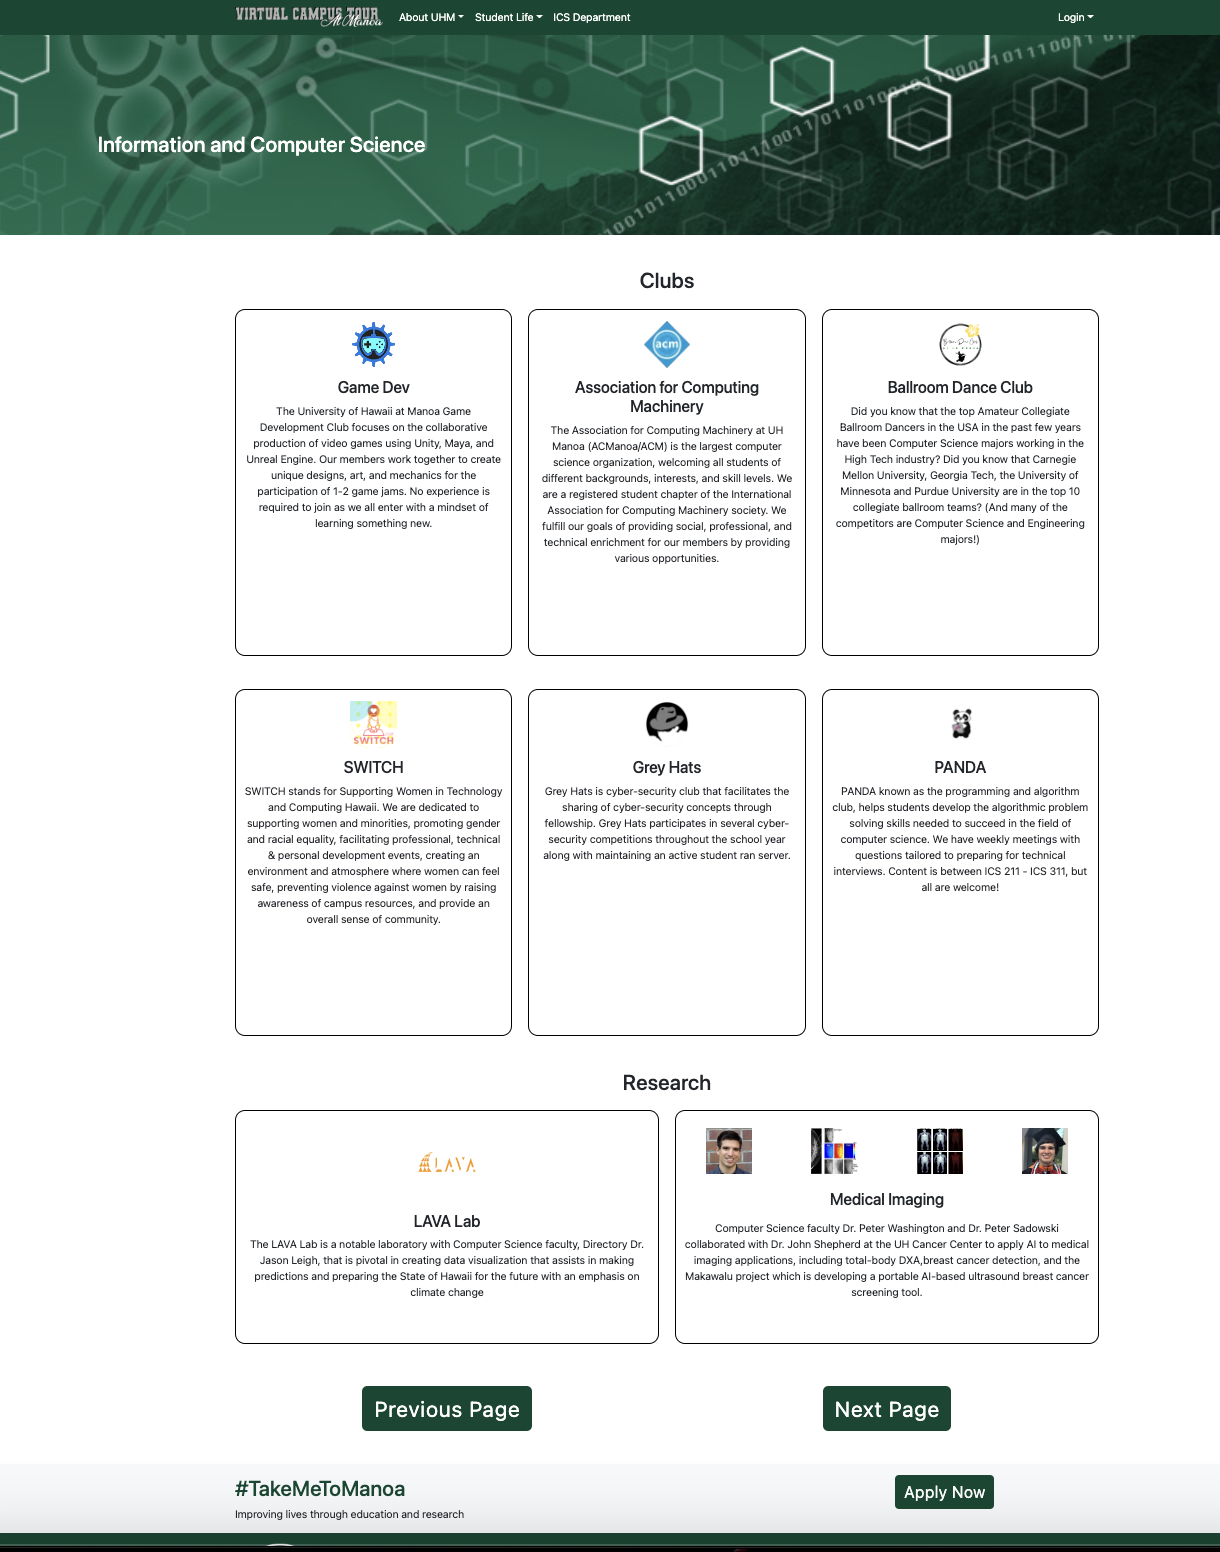 VIRTUAL CAMPUS TOUR
At Manoa
About UHM
Student Life
ICS Department
Login
Information and Computer Science
Clubs
Game Dev
The University of Hawaii at Manoa Game
Development Club focuses on the collaborative
production of video games using Unity, Maya, and
Unreal Engine. Our members work together to create
unique designs, art, and mechanics for the
participation of 1-2 game jams. No experience is
required to join as we all enter with a mindset of
learning something new.
acm
Association for Computing
Machinery
The Association for Computing Machinery at UH
Manoa (ACManoa/ACM) is the largest computer
science organization, welcoming all students of
different backgrounds, interests, and skill levels. We
are a registered student chapter of the International
Association for Computing Machinery society. We
fulfill our goals of providing social, professional, and
technical enrichment for our members by providing
various opportunities.
Ballroom Dance Club
Did you know that the top Amateur Collegiate
Ballroom Dancers in the USA in the past few years
have been Computer Science majors working in the
High Tech industry? Did you know that Carnegie
Mellon University, Georgia Tech, the University of
Minnesota and Purdue University are in the top 10
collegiate ballroom teams? (And many of the
competitors are Computer Science and Engineering
majors!)
SWITCH
SWITCH
SWITCH stands for Supporting Women in Technology
and Computing Hawaii. We are dedicated to
supporting women and minorities, promoting gender
and racial equality, facilitating professional, technical
& personal development events, creating an
environment and atmosphere where women can feel
safe, preventing violence against women by raising
awareness of campus resources, and provide an
overall sense of community.
Grey Hats
Grey Hats is cyber-security club that facilitates the
sharing of cyber-security concepts through
fellowship. Grey Hats participates in several cyber-
security competitions throughout the school year
along with maintaining an active student ran server.
PANDA
PANDA known as the programming and algorithm
club, helps students develop the algorithmic problem
solving skills needed to succeed in the field of
computer science. We have weekly meetings with
questions tailored to preparing for technical
interviews. Content is between ICS 211 - ICS 311, but
all are welcome!
Research
LAVA
LAVA Lab
The LAVA Lab is a notable laboratory with Computer Science faculty, Directory Dr.
Jason Leigh, that is pivotal in creating data visualization that assists in making
predictions and preparing the State of Hawaii for the future with an emphasis on
climate change
Medical Imaging
Computer Science faculty Dr. Peter Washington and Dr. Peter Sadowski
collaborated with Dr. John Shepherd at the UH Cancer Center to apply AI to medical
imaging applications, including total-body DXA,breast cancer detection, and the
Makawalu project which is developing a portable AI-based ultrasound breast cancer
screening tool.
Previous Page
Next Page
#TakeMeToManoa
Improving lives through education and research
Apply Now